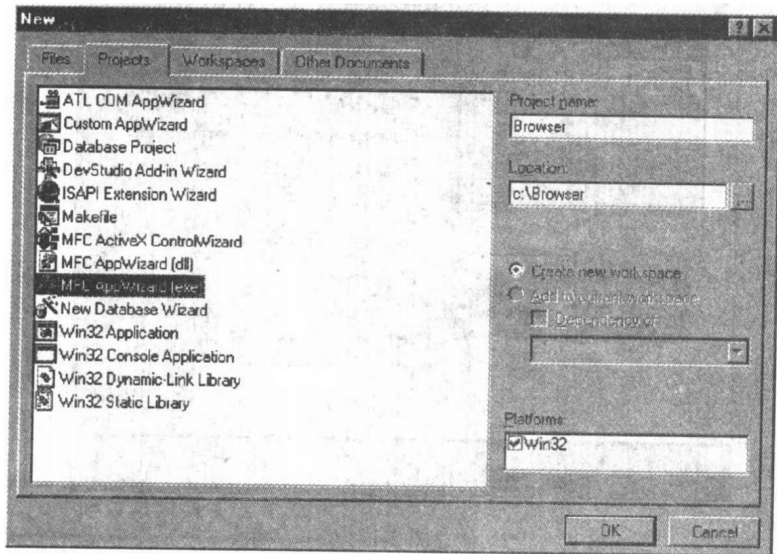 New
Files
Projects
Workspaces
Other Documents
ATL COM AppWizard
Custom AppWizard
Database Project
DevStudio Add-in Wizard
ISAPI Extension Wizard
Makefile
MFC ActiveX ControlWizard
MFC AppWizard (dll)
MFC AppWizard (exe)
New Database Wizard
Win32 Application
Win32 Console Application
Win32 Dynamic-Link Library
Win32 Static Library
Project name:
Browser
Location:
c:\Browser
...
Create new workspace
Add to current workspace
Dependency of:
Platforms:
Win32
OK
Cancel